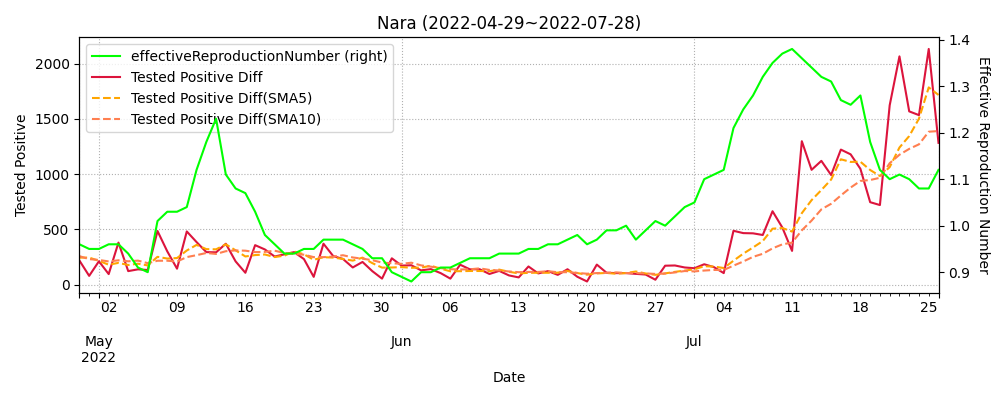 Nara (2022-04-29~2022-07-28)
effectiveReproductionNumber (right)
Tested Positive Diff
Tested Positive Diff(SMA5)
Tested Positive Diff(SMA10)
Tested Positive
2000
1500
1000
500
0
1.4
1.3
1.2
1.1
1.0
0.9
Effective Reproduction Number
02 09 16 23 30 06 13 20 27 04 11 18 25
May Jun Jul
2022
Date